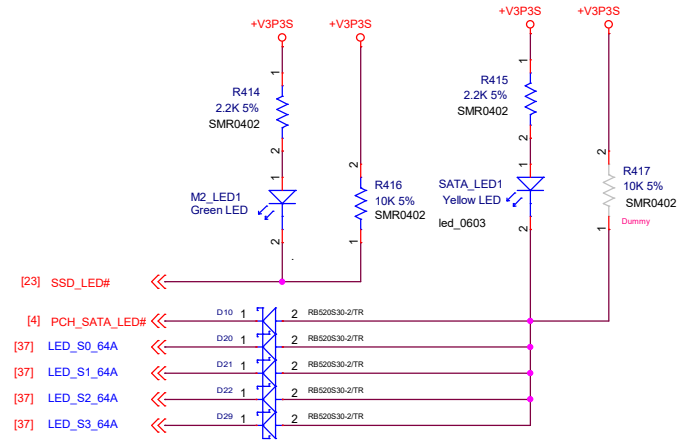 +V3P3S
+V3P3S
+V3P3S
+V3P3S
1
R414
2.2K 5%
SMR0402
2
1
M2_LED1
Green LED
2
2
R416
10K 5%
SMR0402
1
1
R415
2.2K 5%
SMR0402
2
1
SATA_LED1
Yellow LED
led_0603
2
2
R417
10K 5%
SMR0402
Dummy
1
[23] SSD_LED#
[4] PCH_SATA_LED# D10 1 2 RB520S30-2/TR
[37] LED_S0_64A D20 1 2 RB520S30-2/TR
[37] LED_S1_64A D21 1 2 RB520S30-2/TR
[37] LED_S2_64A D22 1 2 RB520S30-2/TR
[37] LED_S3_64A D29 1 2 RB520S30-2/TR